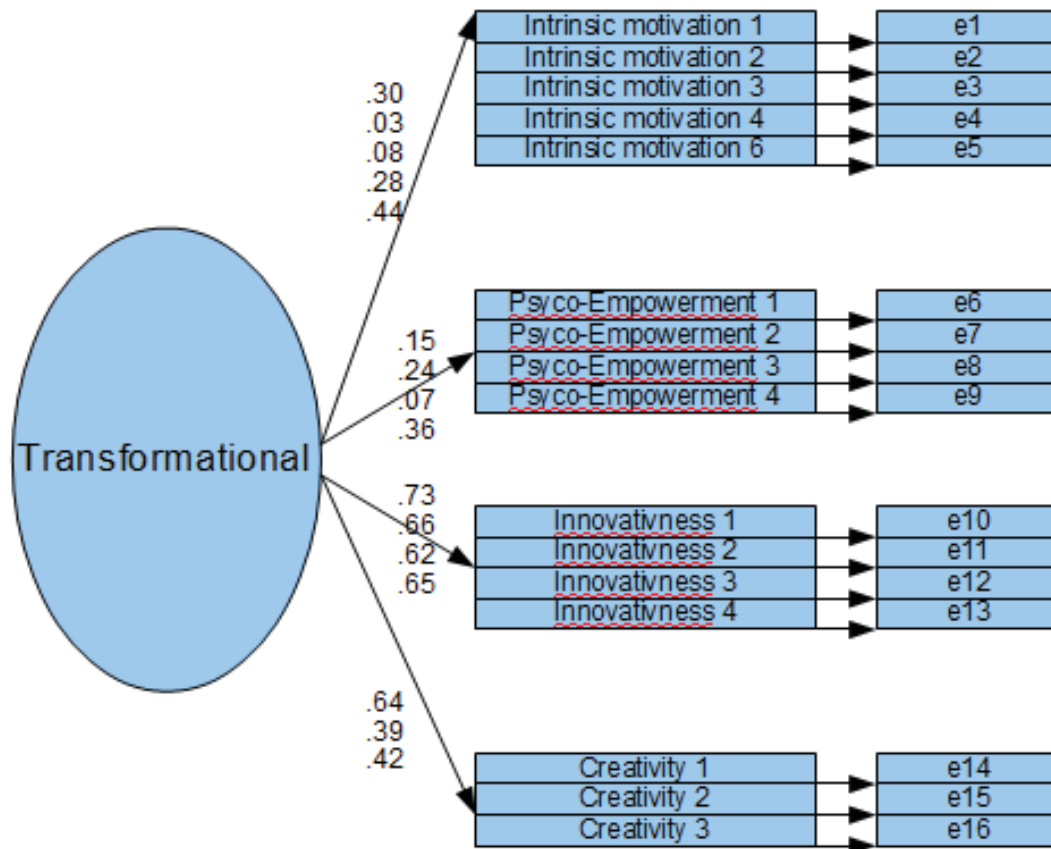 Intrinsic motivation 1 e1
Intrinsic motivation 2 e2
Intrinsic motivation 3 e3
Intrinsic motivation 4 e4
Intrinsic motivation 6 e5
.30
.03
.08
.28
.44
Psyco-Empowerment 1 e6
Psyco-Empowerment 2 e7
Psyco-Empowerment 3 e8
Psyco-Empowerment 4 e9
.15
.24
.07
.36
Transformational
.73
.66
.62
.65
Innovativness 1 e10
Innovativness 2 e11
Innovativness 3 e12
Innovativness 4 e13
.64
.39
.42
Creativity 1 e14
Creativity 2 e15
Creativity 3 e16